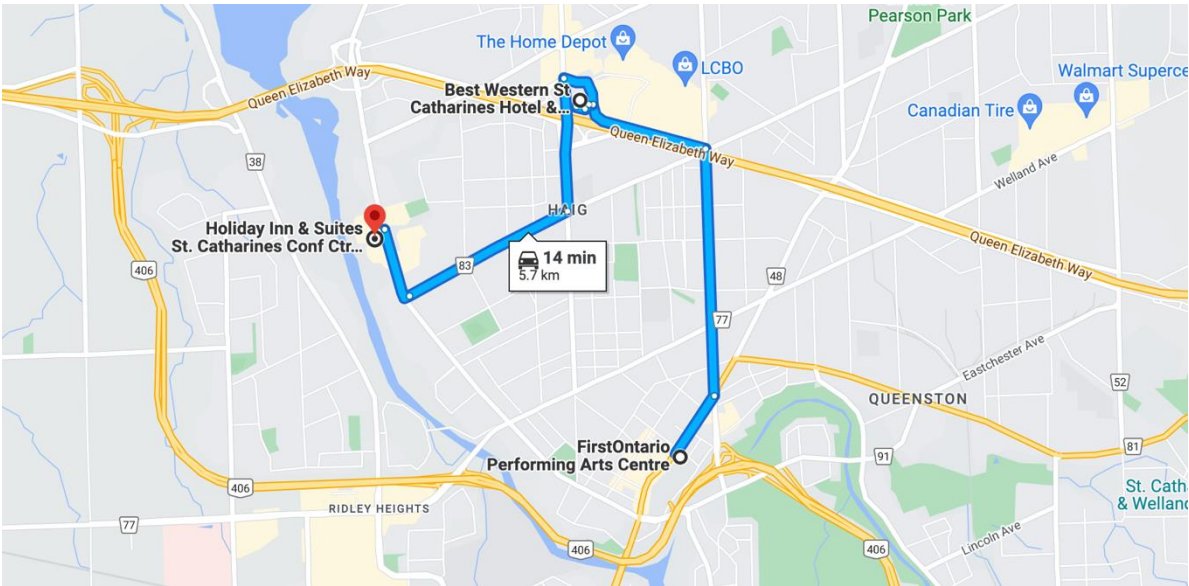 Pearson Park
The Home Depot
LCBO
Walmart Superce
Queen Elizabeth Way
Best Western St
Catharines Hotel &...
Canadian Tire
Queen Elizabeth Way
38
Welland Ave
HAIG
Holiday Inn & Suites
St. Catharines Conf Ctr...
Queen Elizabeth Way
14 min
5.7 km
83
406
48
77
Eastchester Ave
52
QUEENSTON
FirstOntario
Performing Arts Centre
81
91
406
St. Cath
& Welland
RIDLEY HEIGHTS
77
Lincoln Ave
406
406